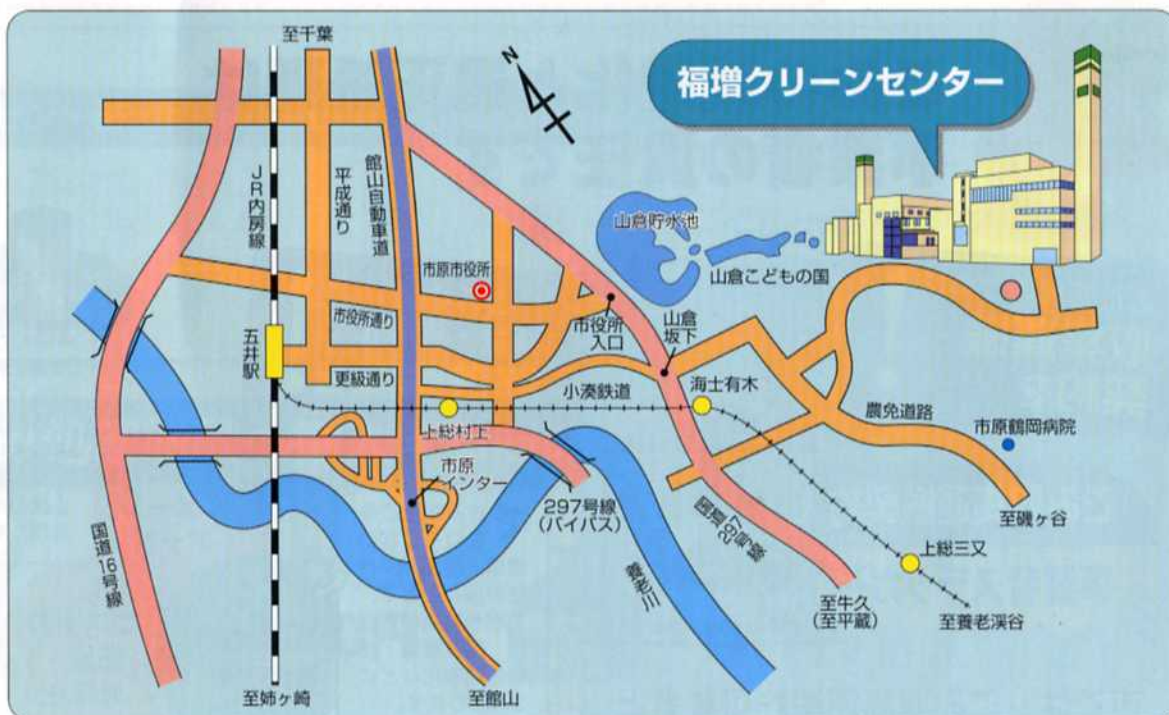 至千葉
N
福増クリーンセンター
JR内房線
平成通り
館山自動車道
山倉貯水池
市原市役所
山倉こどもの国
市役所通り
市役所
入口
山倉
坂下
五井駅
更級通り
小湊鉄道
海士有木
農免道路
上総村上
市原鶴岡病院
市原
インター
297号線
(バイパス)
国道297号線
至磯ヶ谷
国道16号線
養老川
上総三又
至牛久
(至平蔵)
至養老渓谷
至姉ヶ崎
至館山